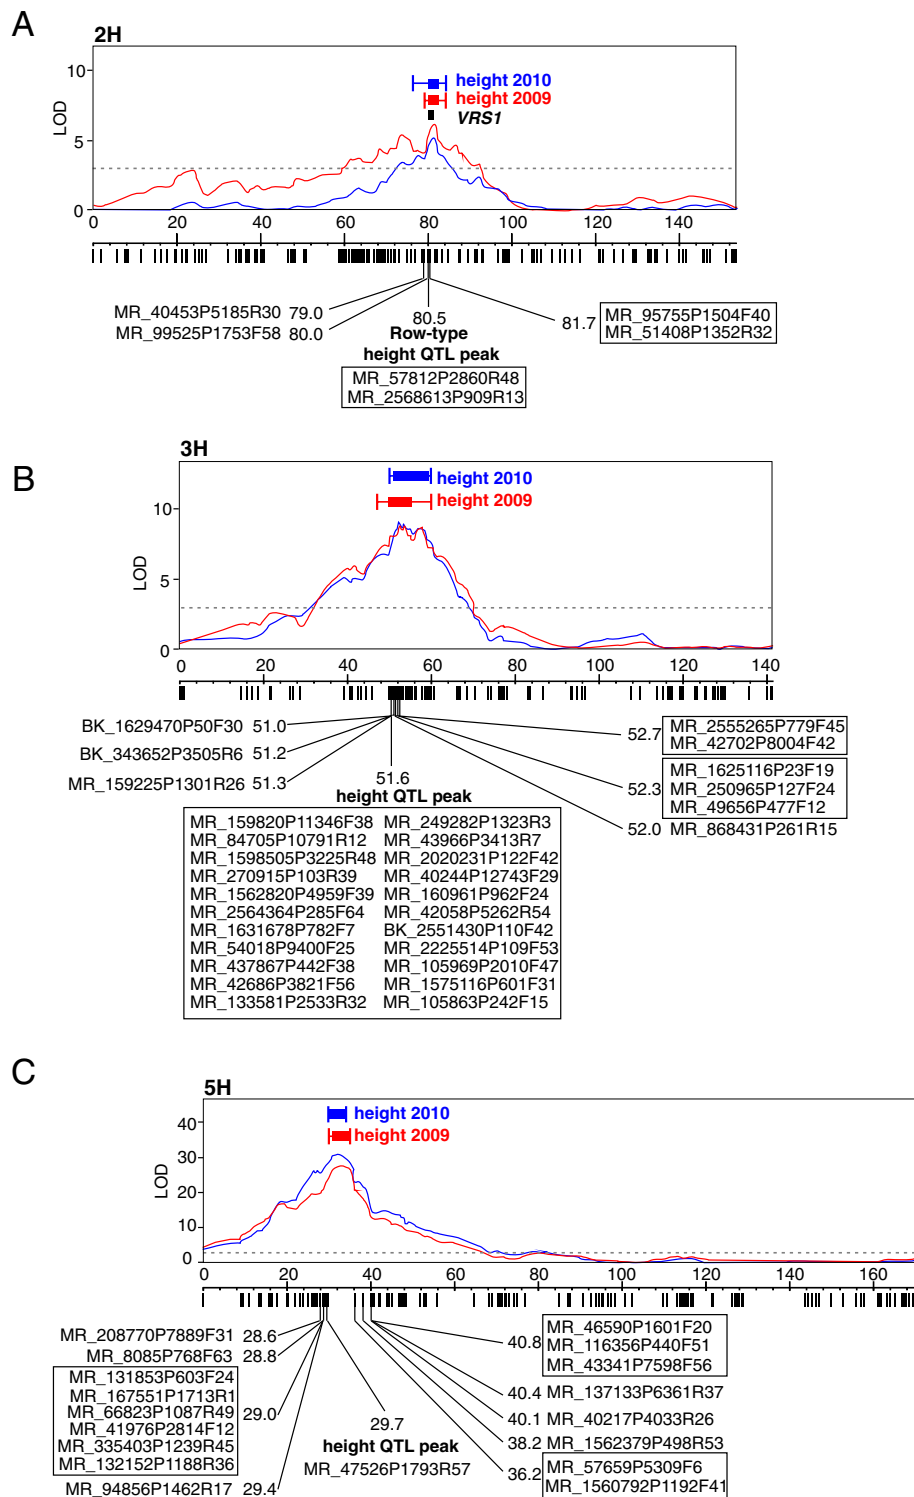 A
2H
10
height 2010
height 2009
VRS1
LOD
5
0
0 20 40 60 80 100 120 140
MR_40453P5185R30 79.0
MR_99525P1753F58 80.0
80.5
Row-type
height QTL peak
MR_57812P2860R48
MR_2568613P909R13
81.7
MR_95755P1504F40
MR_51408P1352R32
B
3H
height 2010
height 2009
10
LOD
5
0
0 20 40 60 80 100 120 140
BK_1629470P50F30 51.0
BK_343652P3505R6 51.2
MR_159225P1301R26 51.3
51.6
height QTL peak
52.7
MR_2555265P779F45
MR_42702P8004F42
52.3
MR_1625116P23F19
MR_250965P127F24
MR_49656P477F12
52.0 MR_868431P261R15
MR_159820P11346F38 MR_249282P1323R3
MR_84705P10791R12 MR_43966P3413R7
MR_1598505P3225R48 MR_2020231P122F42
MR_270915P103R39 MR_40244P12743F29
MR_1562820P4959F39 MR_160961P962F24
MR_2564364P285F64 MR_42058P5262R54
MR_1631678P782F7 BK_2551430P110F42
MR_54018P9400F25 MR_2225514P109F53
MR_437867P442F38 MR_105969P2010F47
MR_42686P3821F56 MR_1575116P601F31
MR_133581P2533R32 MR_105863P242F15
C
5H
40
height 2010
height 2009
30
LOD
20
10
0
0 20 40 60 80 100 120 140 160
MR_208770P7889F31 28.6
MR_8085P768F63 28.8
MR_131853P603F24
MR_167551P1713R1
MR_66823P1087R49
29.0
MR_41976P2814F12
MR_335403P1239R45
MR_132152P1188R36
MR_94856P1462R17 29.4
29.7
height QTL peak
MR_47526P1793R57
40.8
MR_46590P1601F20
MR_116356P440F51
MR_43341P7598F56
40.4 MR_137133P6361R37
40.1 MR_40217P4033R26
38.2 MR_1562379P498R53
36.2
MR_57659P5309F6
MR_1560792P1192F41